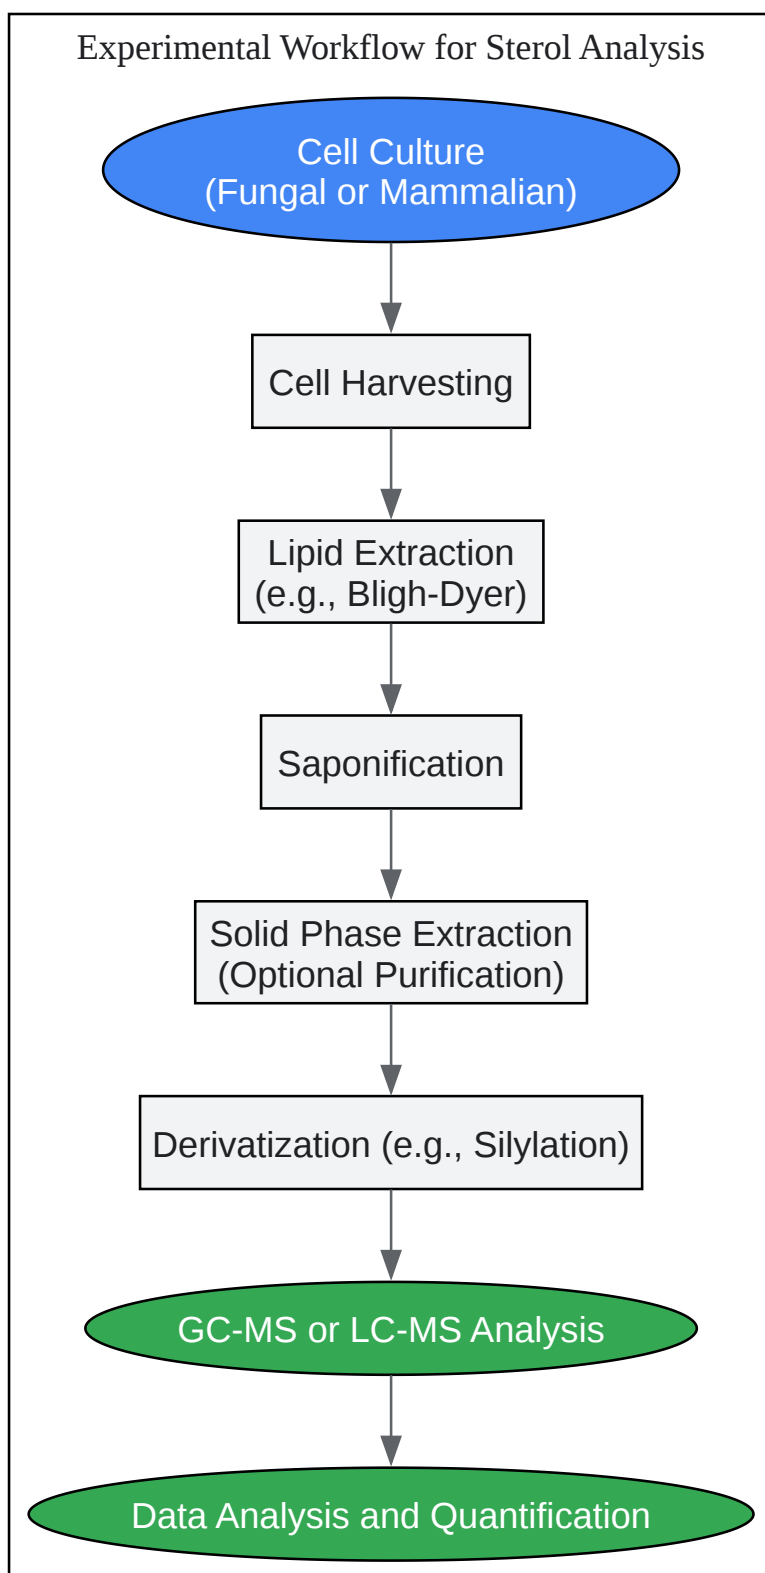 Experimental Workflow for Sterol Analysis
Cell Culture
(Fungal or Mammalian)
Cell Harvesting
Lipid Extraction
(e.g., Bligh-Dyer)
Saponification
Solid Phase Extraction
(Optional Purification)
Derivatization (e.g., Silylation)
GC-MS or LC-MS Analysis
Data Analysis and Quantification